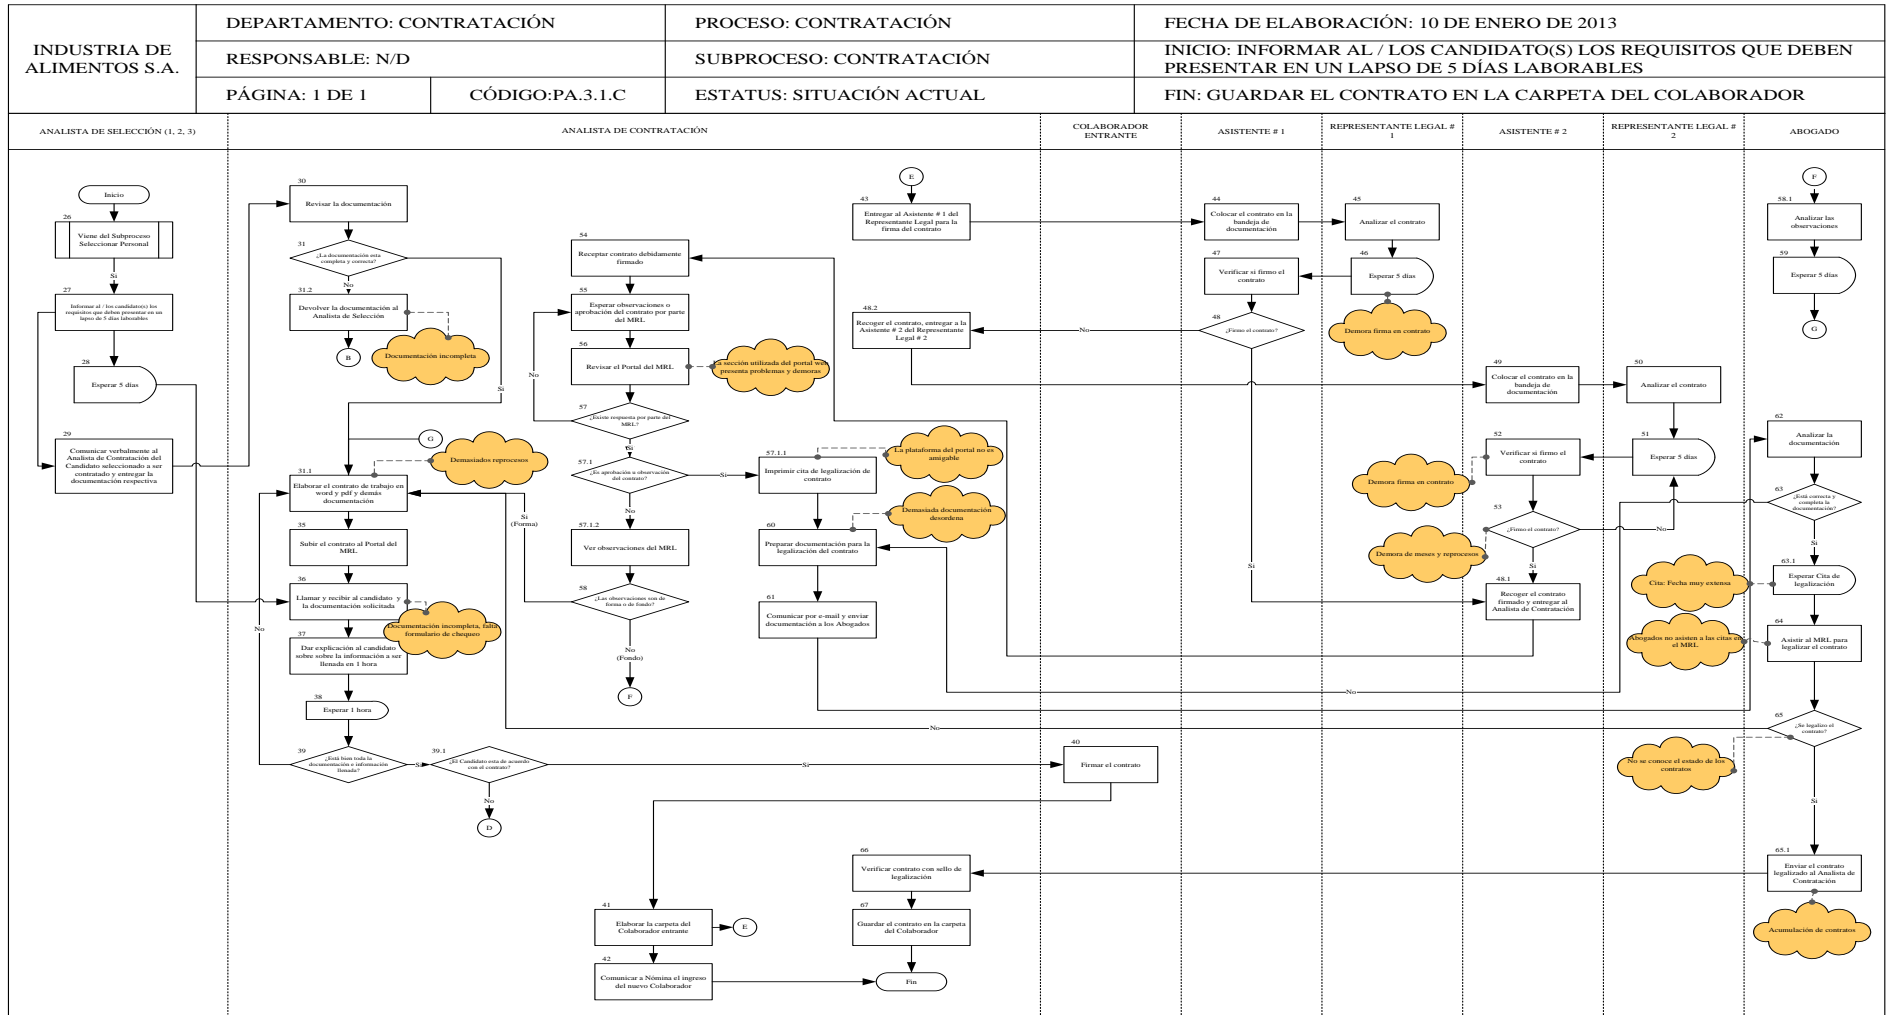 INDUSTRIA DE
ALIMENTOS S.A.
DEPARTAMENTO: CONTRATACIÓN
PROCESO: CONTRATACIÓN
FECHA DE ELABORACIÓN: 10 DE ENERO DE 2013
RESPONSABLE: N/D
SUBPROCESO: CONTRATACIÓN
INICIO: INFORMAR AL / LOS CANDIDATO(S) LOS REQUISITOS QUE DEBEN
PRESENTAR EN UN LAPSO DE 5 DÍAS LABORABLES
PÁGINA: 1 DE 1
CÓDIGO:PA.3.1.C
ESTATUS: SITUACIÓN ACTUAL
FIN: GUARDAR EL CONTRATO EN LA CARPETA DEL COLABORADOR
ANALISTA DE SELECCIÓN (1, 2, 3)
ANALISTA DE CONTRATACIÓN
COLABORADOR
ENTRANTE
ASISTENTE # 1
REPRESENTANTE LEGAL #
1
ASISTENTE # 2
REPRESENTANTE LEGAL #
2
ABOGADO
Inicio
26
Viene del Subproceso
Seleccionar Personal
Si
27
Informar al / los candidato(s) los
requisitos que deben presentar en un
lapso de 5 días laborables
28
Esperar 5 días
29
Comunicar verbalmente al
Analista de Contratación del
Candidato seleccionado a ser
contratado y entregar la
documentación respectiva
30
Revisar la documentación
31
¿La documentación esta
completa y correcta?
No
Si
31.2
Devolver la documentación al
Analista de Selección
Documentación incompleta
B
G
Demasiados reprocesos
31.1
Elaborar el contrato de trabajo en
word y pdf y demás
documentación
35
Subir el contrato al Portal del
MRL
36
Llamar y recibir al candidato y
la documentación solicitada
Documentación incompleta, falta
formulario de chequeo
37
Dar explicación al candidato
sobre sobre la información a ser
llenada en 1 hora
38
Esperar 1 hora
39
¿Está bien toda la
documentación e información
llenada?
No
Si
39.1
¿El Candidato esta de acuerdo
con el contrato?
Si
No
D
54
Receptar contrato debidamente
firmado
55
Esperar observaciones o
aprobación del contrato por parte
del MRL
56
Revisar el Portal del MRL
La sección utilizada del portal web
presenta problemas y demoras
57
¿Existe respuesta por parte del
MRL?
No
Si
57.1
¿Es aprobación u observación
del contrato?
Si
No
57.1.1
Imprimir cita de legalización de
contrato
La plataforma del portal no es
amigable
57.1.2
Ver observaciones del MRL
58
¿Las observaciones son de
forma o de fondo?
Si
(Forma)
No
(Fondo)
F
60
Preparar documentación para la
legalización del contrato
Demasiada documentación
desordena
61
Comunicar por e-mail y enviar
documentación a los Abogados
E
43
Entregar al Asistente # 1 del
Representante Legal para la
firma del contrato
44
Colocar el contrato en la
bandeja de
documentación
45
Analizar el contrato
46
Esperar 5 días
Demora firma en contrato
47
Verificar si firmo el
contrato
48
¿Firmo el contrato?
No
Si
48.2
Recoger el contrato, entregar a la
Asistente # 2 del Representante
Legal # 2
49
Colocar el contrato en la
bandeja de
documentación
50
Analizar el contrato
51
Esperar 5 días
52
Verificar si firmo el
contrato
Demora firma en contrato
53
¿Firmo el contrato?
No
Si
Demora de meses y reprocesos
48.1
Recoger el contrato
firmado y entregar al
Analista de Contratación
F
58.1
Analizar las
observaciones
59
Esperar 5 días
G
62
Analizar la
documentación
63
¿Está correcta y
completa la
documentación?
No
Si
63.1
Esperar Cita de
legalización
Cita: Fecha muy extensa
64
Asistir al MRL para
legalizar el contrato
Abogados no asisten a las citas en
el MRL
65
¿Se legalizo el
contrato?
No
Si
No se conoce el estado de los
contratos
65.1
Enviar el contrato
legalizado al Analista de
Contratación
Acumulación de contratos
40
Firmar el contrato
41
Elaborar la carpeta del
Colaborador entrante
E
42
Comunicar a Nómina el ingreso
del nuevo Colaborador
66
Verificar contrato con sello de
legalización
67
Guardar el contrato en la carpeta
del Colaborador
Fin